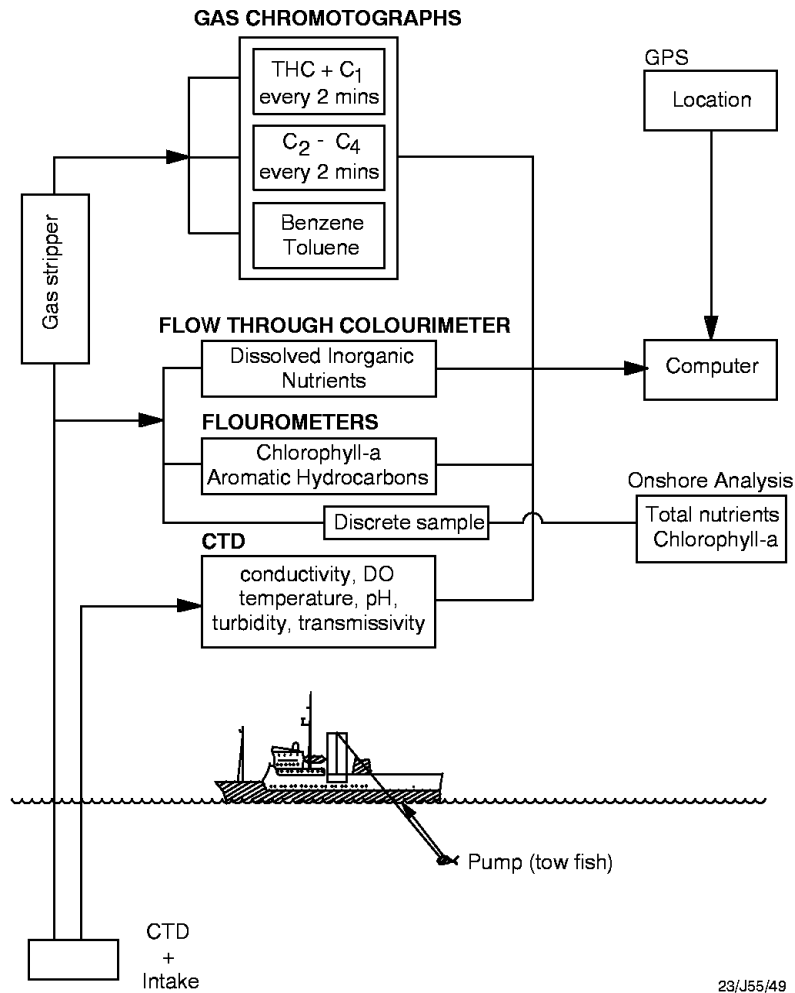 GAS CHROMOTOGRAPHS
THC + C1
every 2 mins
C2 - C4
every 2 mins
Benzene
Toluene
GPS
Location
Gas stripper
FLOW THROUGH COLOURIMETER
Dissolved Inorganic
Nutrients
Computer
FLOUROMETERS
Chlorophyll-a
Aromatic Hydrocarbons
Onshore Analysis
Discrete sample
Total nutrients
Chlorophyll-a
CTD
conductivity, DO
temperature, pH,
turbidity, transmissivity
Pump (tow fish)
CTD
+
Intake
23/J55/49